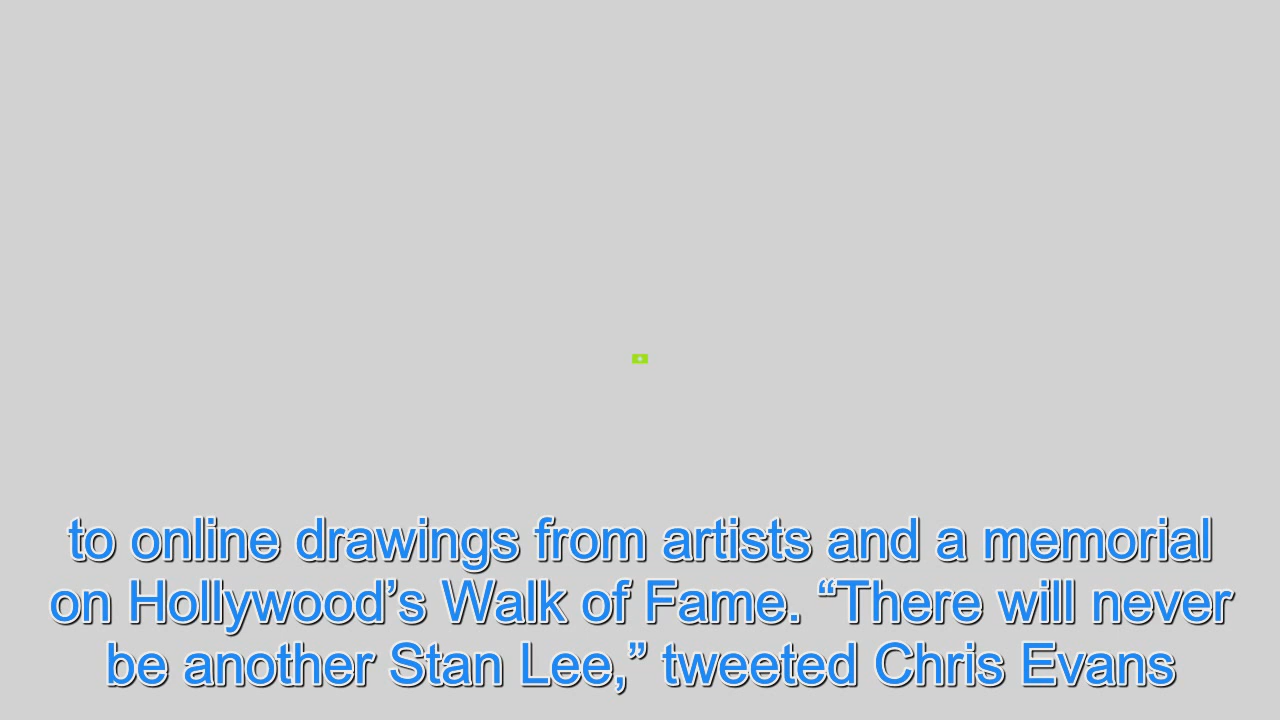 to online drawings from artists and a memorial
on Hollywood’s Walk of Fame. “There will never
be another Stan Lee,” tweeted Chris Evans